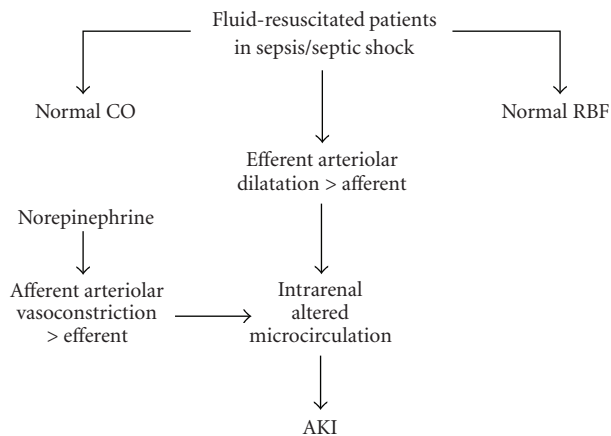 Fluid-resuscitated patients
in sepsis/septic shock
Normal CO
Normal RBF
Efferent arteriolar
dilatation > afferent
Norepinephrine
Afferent arteriolar
vasoconstriction
> efferent
Intrarenal
altered
microcirculation
AKI